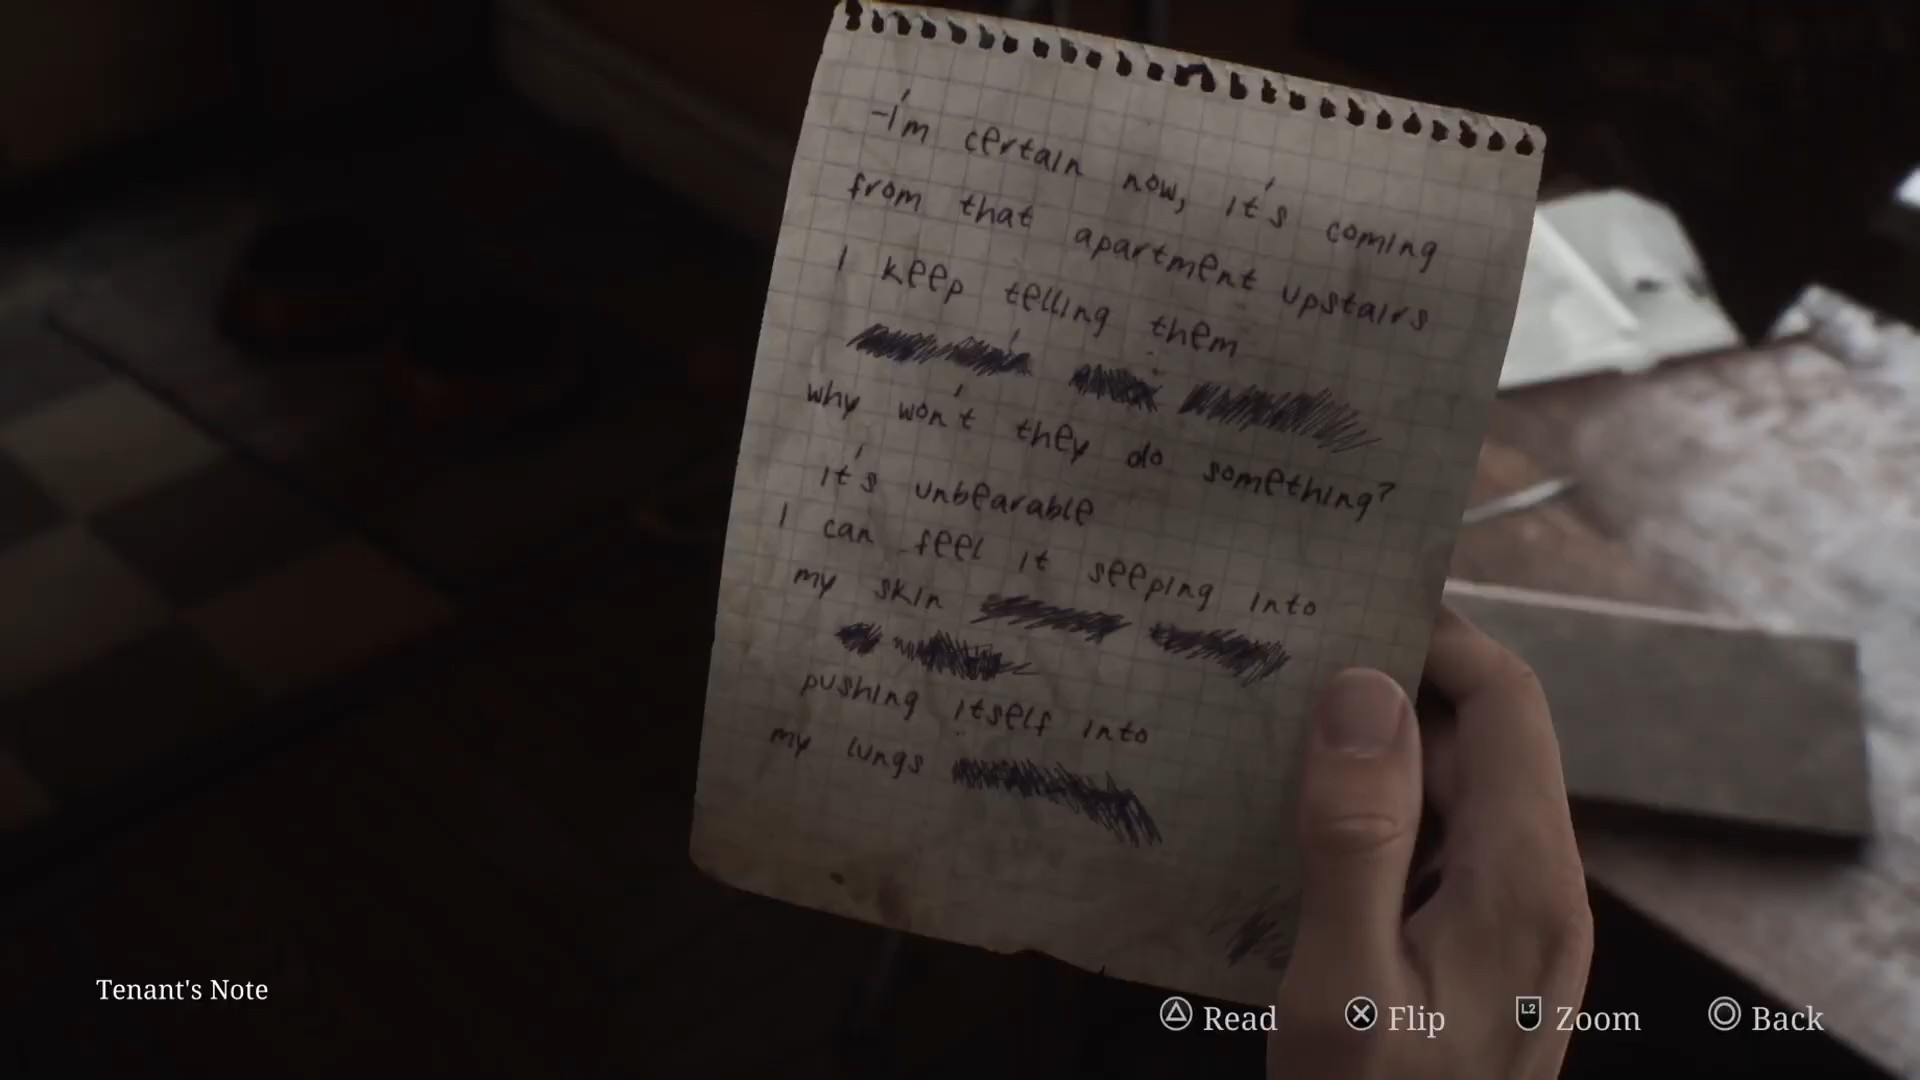 -I'm certain now, it's coming
from that apartment upstairs
I keep telling them
why won't they do something?
it's unbearable
I can feel it seeping into
my skin
pushing itself into
my lungs
Tenant's Note
Read
Flip
L2 Zoom
Back